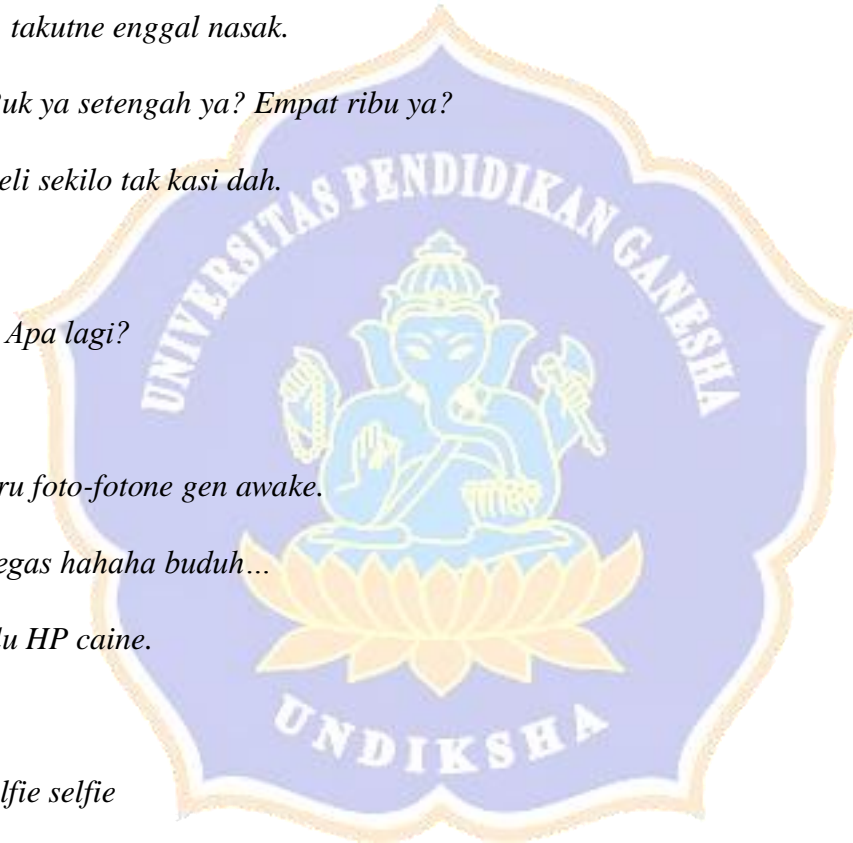 takutne enggal nasak.
uk ya setengah ya? Empat ribu ya?
eli sekilo tak kasi dah.
UNIVERSITAS PENDIDIKAN GANESHA
Apa lagi?
ru foto-fotone gen awake.
egas hahaha buduh…
lu HP caine.
UNDIKSHA
lfie selfie